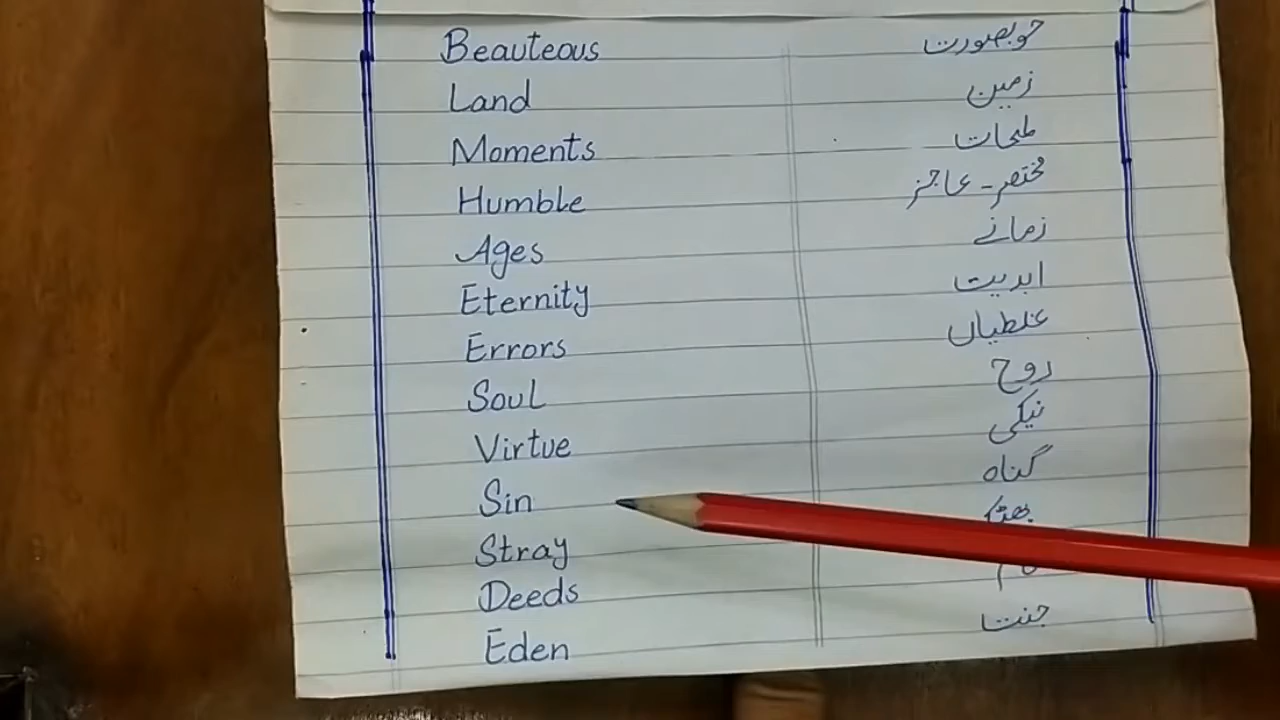 Beauteous خوبصورت
Land زمین
Moments لمحات
Humble مختصر - عاجز
Ages زمانے
Eternity ابدیت
Errors غلطیاں
Soul روح
Virtue نیکی
Sin گناہ
Stray
Deeds
Eden جنت